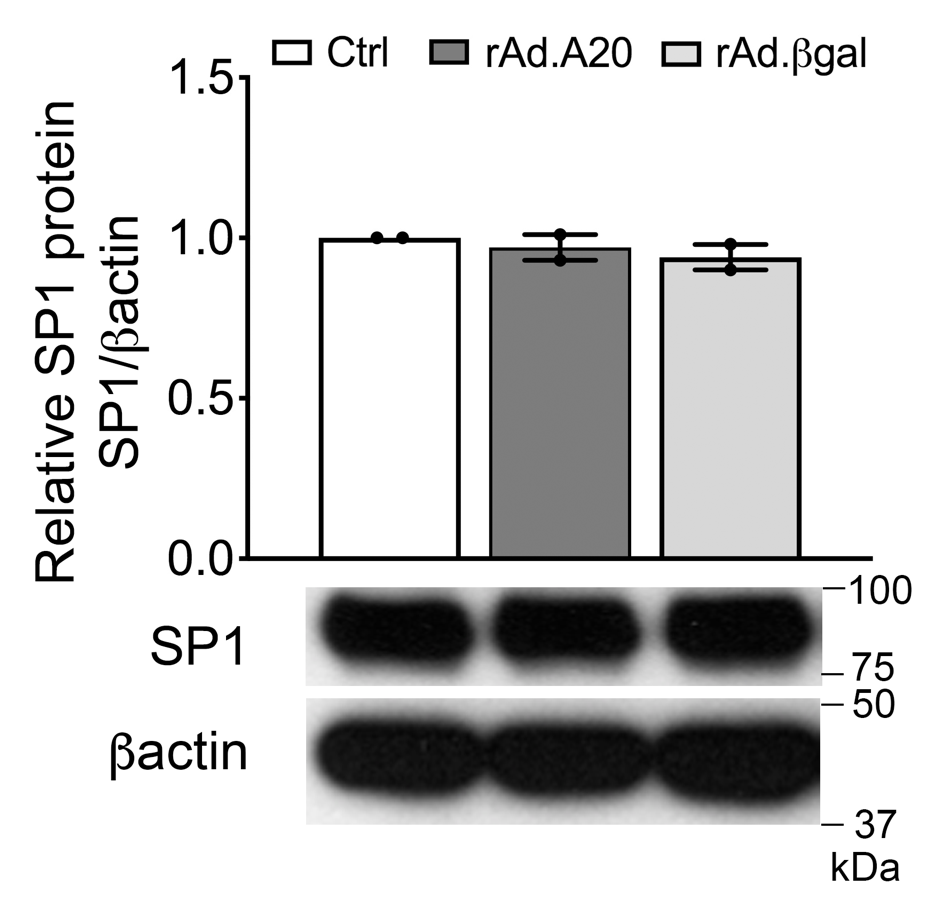 Ctrl rAd.A20 rAd.βgal
Relative SP1 protein
SP1/βactin
1.5
1.0
0.5
0.0
SP1
100
75
βactin
50
37
kDa